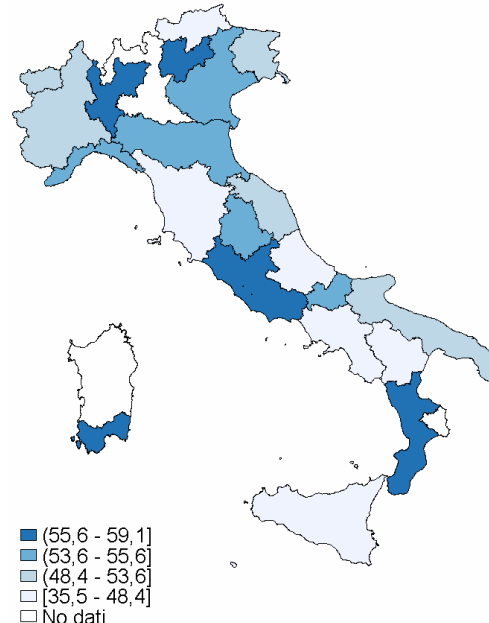 (55,6 - 59,1]
(53,6 - 55,6]
(48,4 - 53,6]
[35,5 - 48,4]
No dati